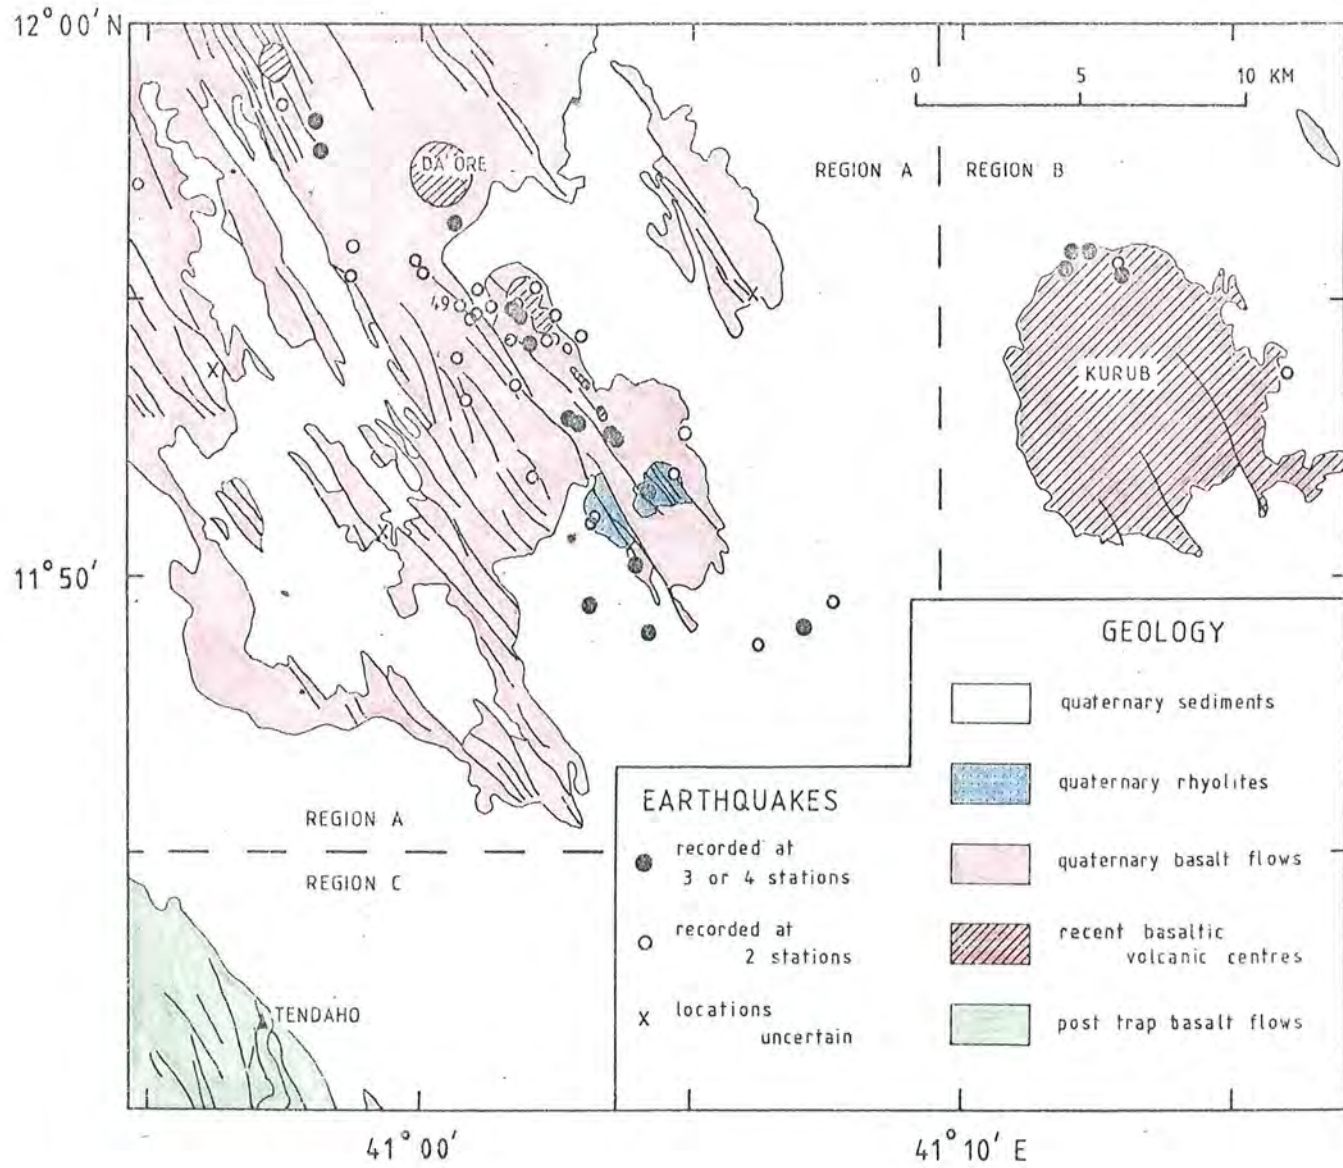 12° 00′ N
0 5 10 KM
DA'ORE
REGION A
REGION B
49
KURUB
11° 50′
GEOLOGY
quaternary sediments
quaternary rhyolites
quaternary basalt flows
recent basaltic
volcanic centres
post trap basalt flows
EARTHQUAKES
recorded at
3 or 4 stations
recorded at
2 stations
X locations
uncertain
REGION A
REGION C
TENDAHO
41° 00′
41° 10′ E